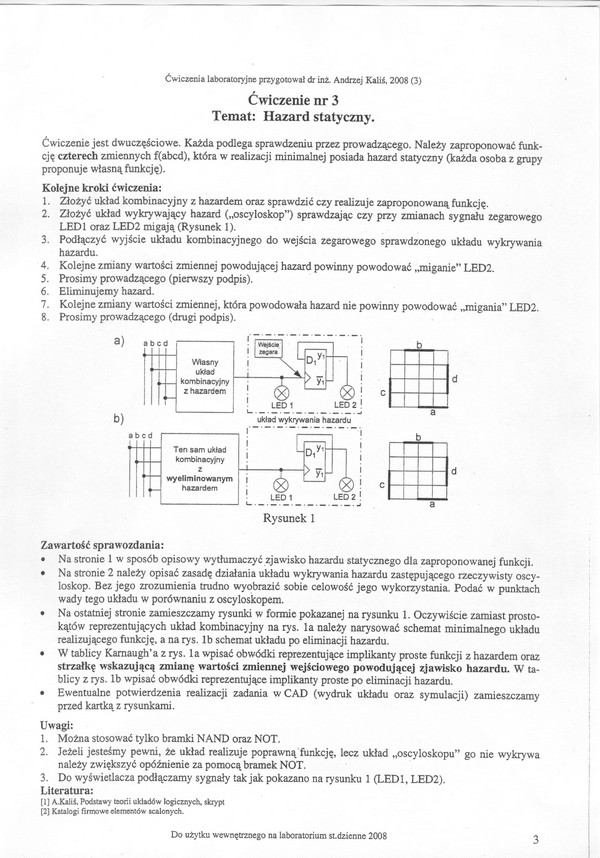 Ćwiczenia laboratoryjne przygotował dr inż. Andrzej Kaliś, 2008 (3)
Ćwiczenie nr 3
Temat: Hazard statyczny.
Ćwiczenie jest dwuczęściowe. Każda podlega sprawdzeniu przez prowadzącego. Należy zaproponować funk-
cję czterech zmiennych f(abcd), która w realizacji minimalnej posiada hazard statyczny (każda osoba z grupy
proponuje własną funkcję).
Kolejne kroki ćwiczenia:
1. Złożyć układ kombinacyjny z hazardem oraz sprawdzić czy realizuje zaproponowaną funkcję.
2. Złożyć układ wykrywający hazard („oscyloskop") sprawdzając czy przy zmianach sygnału zegarowego
LED1 oraz LED2 migają (Rysunek 1).
3. Podłączyć wyjście układu kombinacyjnego do wejścia zegarowego sprawdzonego układu wykrywania
hazardu.
4. Kolejne zmiany wartości zmiennej powodującej hazard powinny powodować „miganie" LED2.
5. Prosimy prowadzącego (pierwszy podpis).
6. Eliminujemy hazard.
7. Kolejne zmiany wartości zmiennej, która powodowała hazard nie powinny powodować „migania" LED2.
8. Prosimy prowadzącego (drugi podpis).
a)
a b c d
Własny
układ
kombinacyjny
z hazardem
Wejście
zegara
D₁ y₁
y̅₁
LED 1
LED 2
układ wykrywania hazardu
b
d
c
a
b)
a b c d
Ten sam układ
kombinacyjny
z
wyeliminowanym
hazardem
D₁ y₁
y̅₁
LED 1
LED 2
b
d
c
a
Rysunek 1
Zawartość sprawozdania:
• Na stronie 1 w sposób opisowy wytłumaczyć zjawisko hazardu statycznego dla zaproponowanej funkcji.
• Na stronie 2 należy opisać zasadę działania układu wykrywania hazardu zastępującego rzeczywisty oscy-
loskop. Bez jego zrozumienia trudno wyobrazić sobie celowość jego wykorzystania. Podać w punktach
wady tego układu w porównaniu z oscyloskopem.
• Na ostatniej stronie zamieszczamy rysunki w formie pokazanej na rysunku 1. Oczywiście zamiast prosto-
kątów reprezentujących układ kombinacyjny na rys. 1a należy narysować schemat minimalnego układu
realizującego funkcję, a na rys. 1b schemat układu po eliminacji hazardu.
• W tablicy Karnaugh'a z rys. 1a wpisać obwódki reprezentujące implikanty proste funkcji z hazardem oraz
strzałkę wskazującą zmianę wartości zmiennej wejściowego powodującej zjawisko hazardu. W ta-
blicy z rys. 1b wpisać obwódki reprezentujące implikanty proste po eliminacji hazardu.
• Ewentualne potwierdzenia realizacji zadania w CAD (wydruk układu oraz symulacji) zamieszczamy
przed kartką z rysunkami.
Uwagi:
1. Można stosować tylko bramki NAND oraz NOT.
2. Jeżeli jesteśmy pewni, że układ realizuje poprawną funkcję, lecz układ „oscyloskopu" go nie wykrywa
należy zwiększyć opóźnienie za pomocą bramek NOT.
3. Do wyświetlacza podłączamy sygnały tak jak pokazano na rysunku 1 (LED1, LED2).
Literatura:
[1] A.Kaliś, Podstawy teorii układów logicznych, skrypt
[2] Katalogi firmowe elementów scalonych.
Do użytku wewnętrznego na laboratorium st.dzienne 2008
3